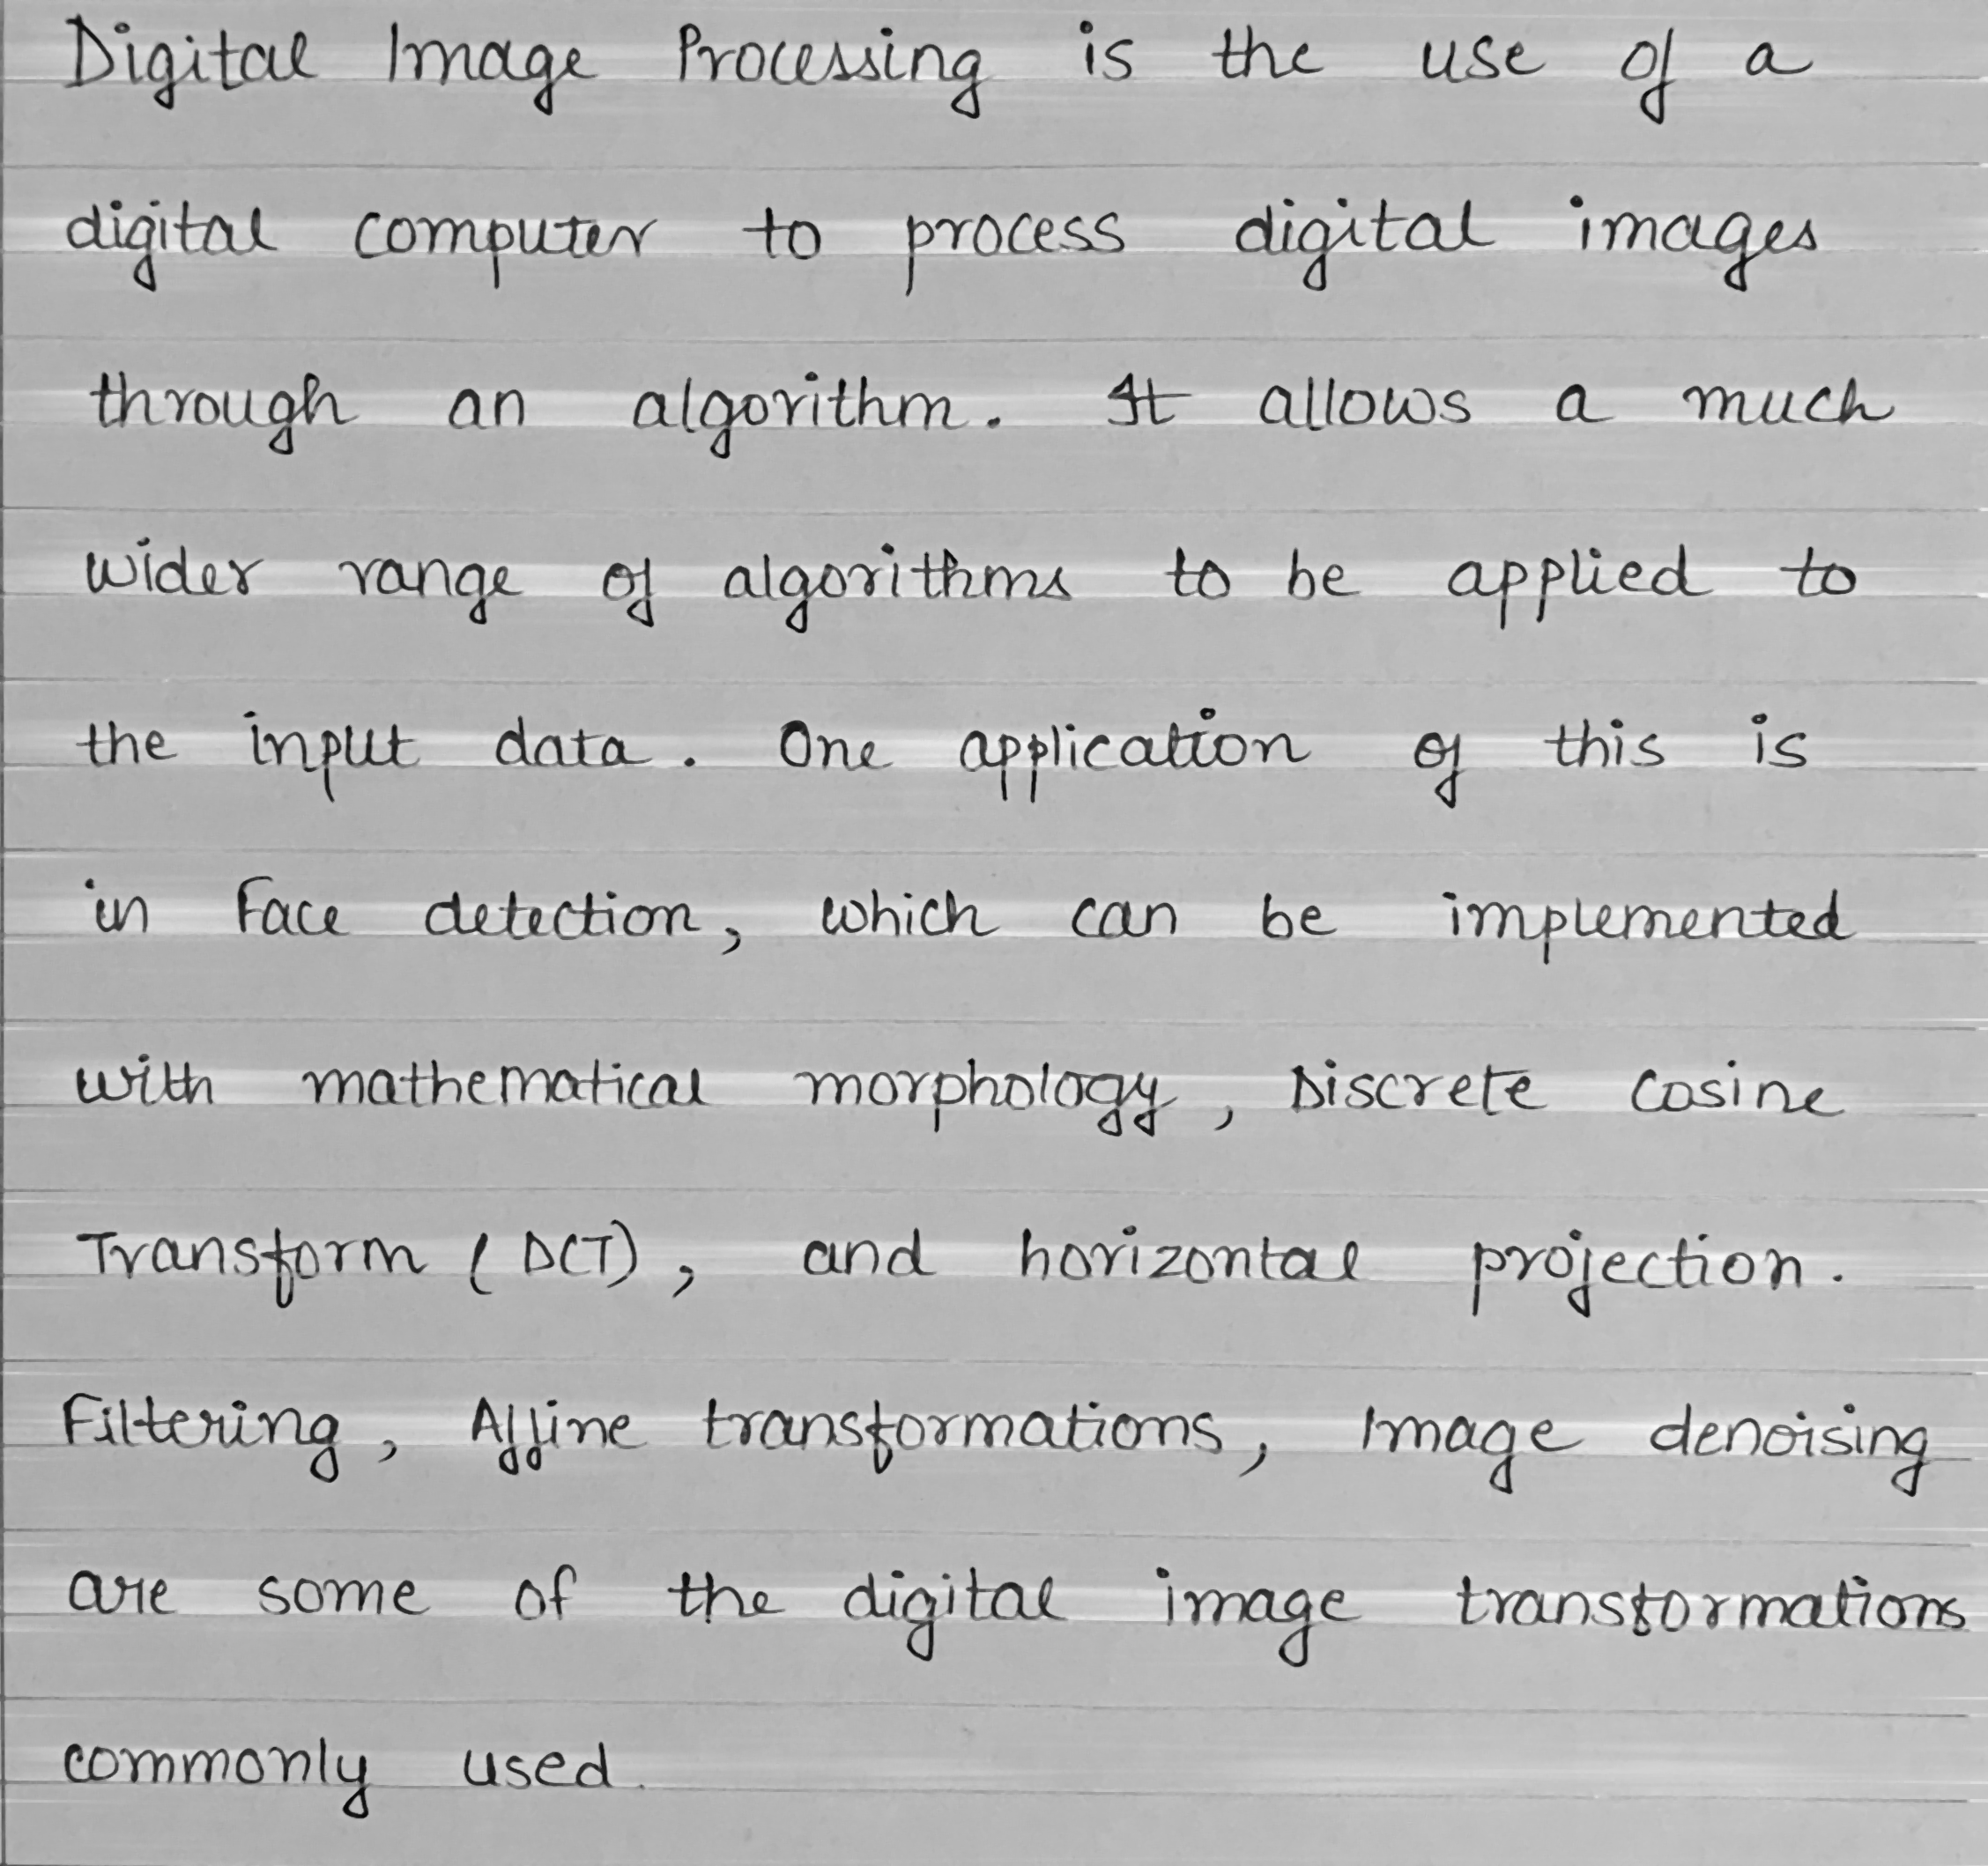 Digital Image Processing is the use of a
digital computer to process digital images
through an algorithm. It allows a much
wider range of algorithms to be applied to
the input data. One application of this is
in Face detection, which can be implemented
with mathematical morphology, Discrete Cosine
Transform (DCT), and horizontal projection.
Filtering, Affine transformations, Image denoising
are some of the digital image transformations
commonly used.